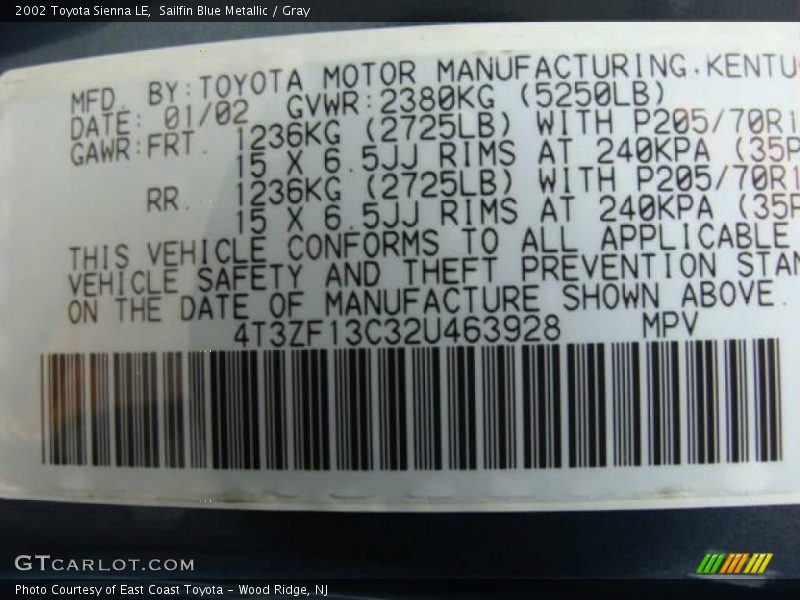 2002 Toyota Sienna LE,  Sailfin Blue Metallic / Gray
MFD. BY:TOYOTA MOTOR MANUFACTURING.KENTU
DATE: 01/02  GVWR:2380KG (5250LB)
GAWR:FRT. 1236KG (2725LB) WITH P205/70R1
15 X 6.5JJ RIMS AT 240KPA (35P
RR. 1236KG (2725LB) WITH P205/70R1
15 X 6.5JJ RIMS AT 240KPA (35P
THIS VEHICLE CONFORMS TO ALL APPLICABLE
VEHICLE SAFETY AND THEFT PREVENTION STAN
ON THE DATE OF MANUFACTURE SHOWN ABOVE.
4T3ZF13C32U463928 MPV
GTCARLOT.COM
Photo Courtesy of East Coast Toyota - Wood Ridge, NJ